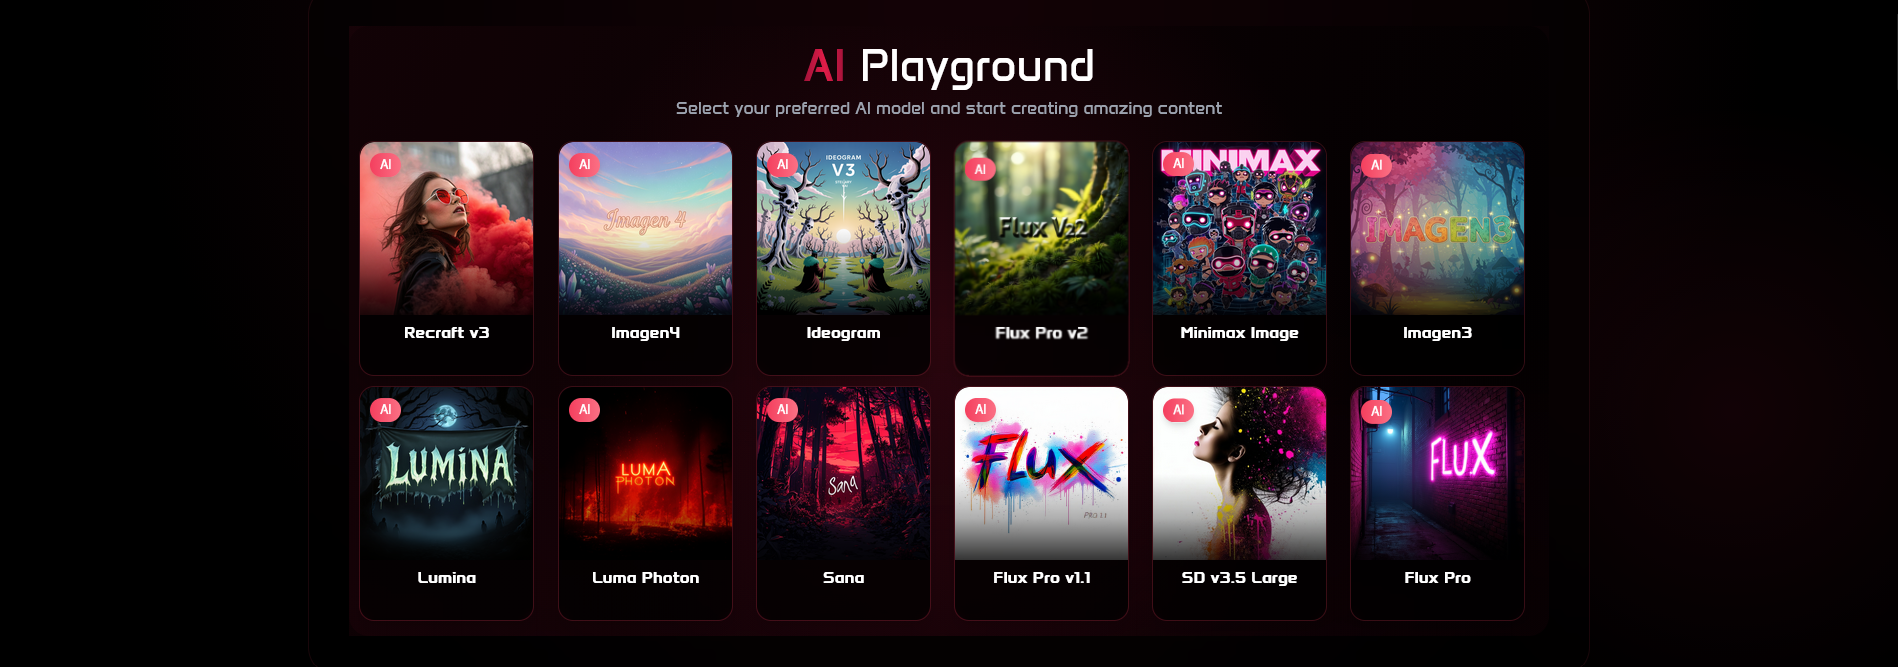 AI Playground
Select your preferred AI model and start creating amazing content
AI
AI
Imagen 4
AI
IDEOGRAM
V3
AI
Flux V22
AI
MINIMAX
AI
IMAGEN3
Recraft v3
Imagen4
Ideogram
Flux Pro v2
Minimax Image
Imagen3
AI
LUMINA
AI
LUMA
PHOTON
AI
Sana
AI
FLUX
PRO 1.1
AI
AI
FLUX
Lumina
Luma Photon
Sana
Flux Pro v1.1
SD v3.5 Large
Flux Pro